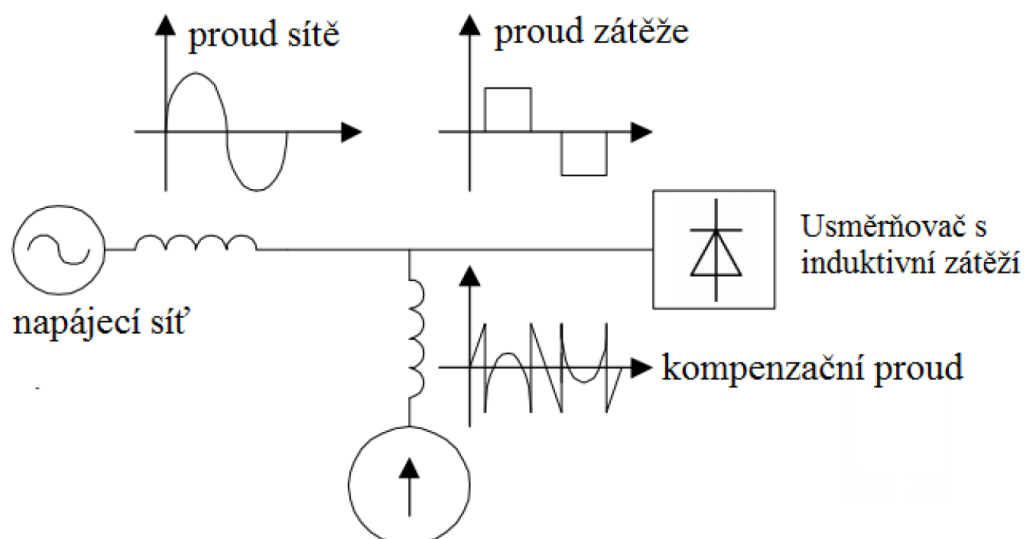 proud sítě
proud zátěže
Usměrňovač s
induktivní zátěží
napájecí síť
kompenzační proud